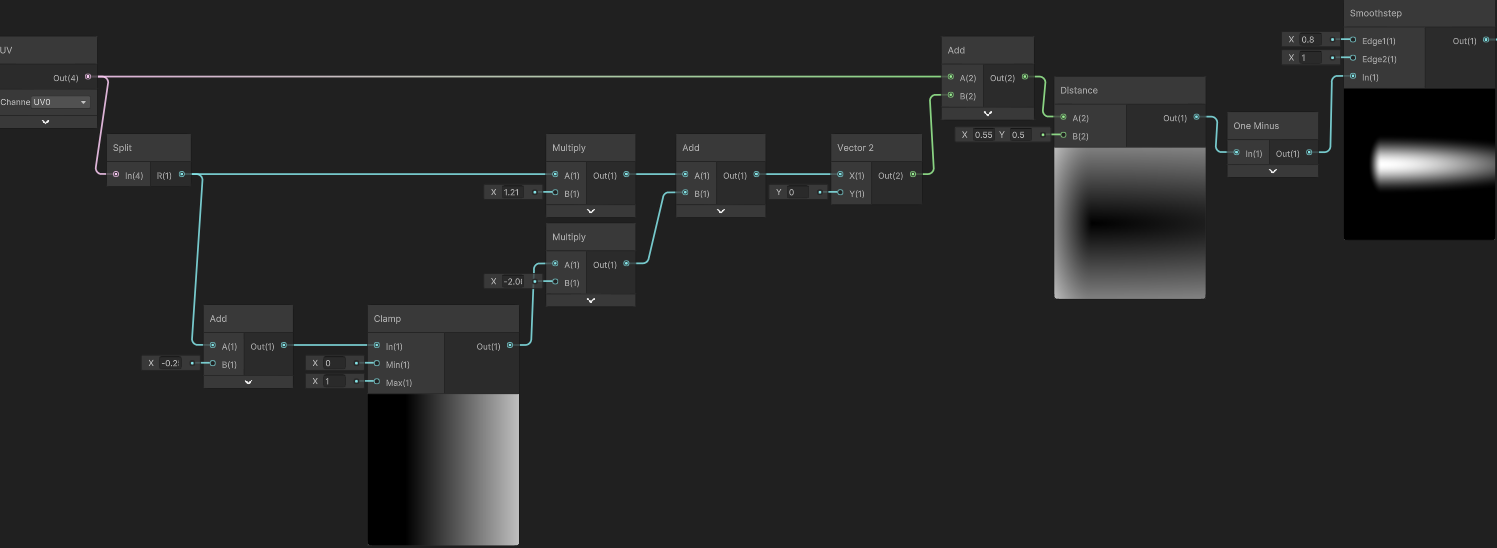 Smoothstep
X 0.8 Edge1(1) Out(1)
X 1 Edge2(1)
In(1)
UV
Out(4)
Channe UV0
Add
A(2) Out(2)
B(2)
Distance
A(2) Out(1)
X 0.55 Y 0.5 B(2)
One Minus
In(1) Out(1)
Split
In(4) R(1)
Multiply
A(1) Out(1)
X 1.21 B(1)
Add
A(1) Out(1)
B(1)
Vector 2
X(1) Out(2)
Y 0 Y(1)
Multiply
A(1) Out(1)
X -2.0 B(1)
Add
A(1) Out(1)
X -0.2 B(1)
Clamp
In(1) Out(1)
X 0 Min(1)
X 1 Max(1)